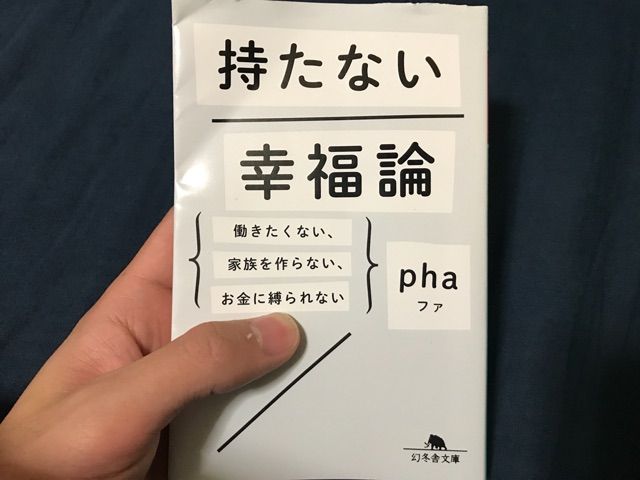 持たない
幸福論
働きたくない、
家族を作らない、
お金に縛られない
pha
ファ
幻冬舎文庫